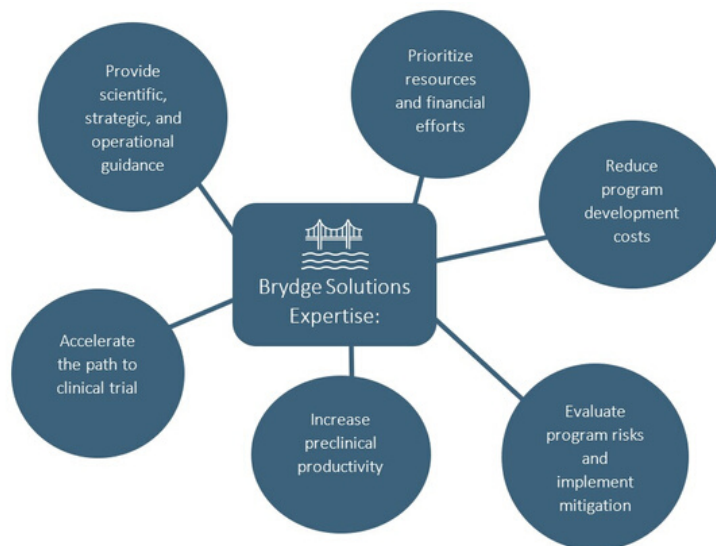 Provide
scientific,
strategic, and
operational
guidance
Prioritize
resources
and financial
efforts
Reduce
program
development
costs
Brydge Solutions
Expertise:
Accelerate
the path to
clinical trial
Increase
preclinical
productivity
Evaluate
program risks
and
implement
mitigation